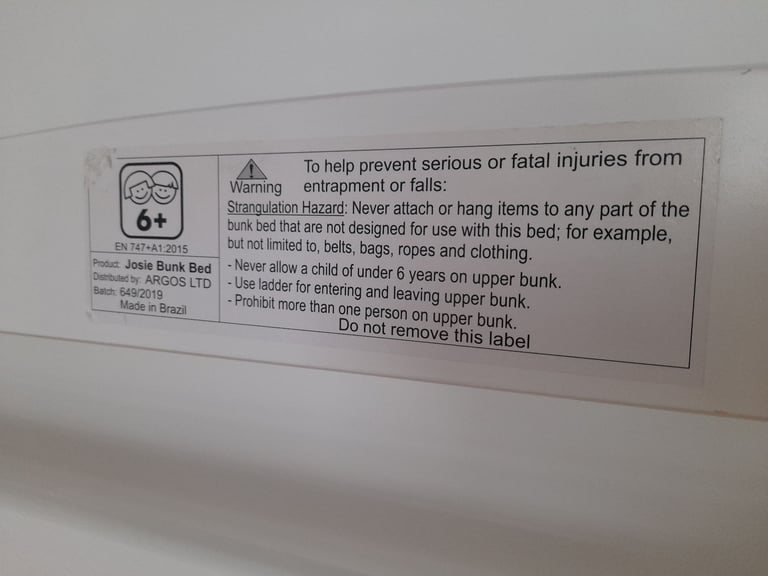 6+
EN 747+A1:2015
Product: Josie Bunk Bed
Distributed by: ARGOS LTD
Batch: 649/2019
Made in Brazil
Warning
To help prevent serious or fatal injuries from
entrapment or falls:
Strangulation Hazard: Never attach or hang items to any part of the
bunk bed that are not designed for use with this bed; for example,
but not limited to, belts, bags, ropes and clothing.
- Never allow a child of under 6 years on upper bunk.
- Use ladder for entering and leaving upper bunk.
- Prohibit more than one person on upper bunk.
Do not remove this label